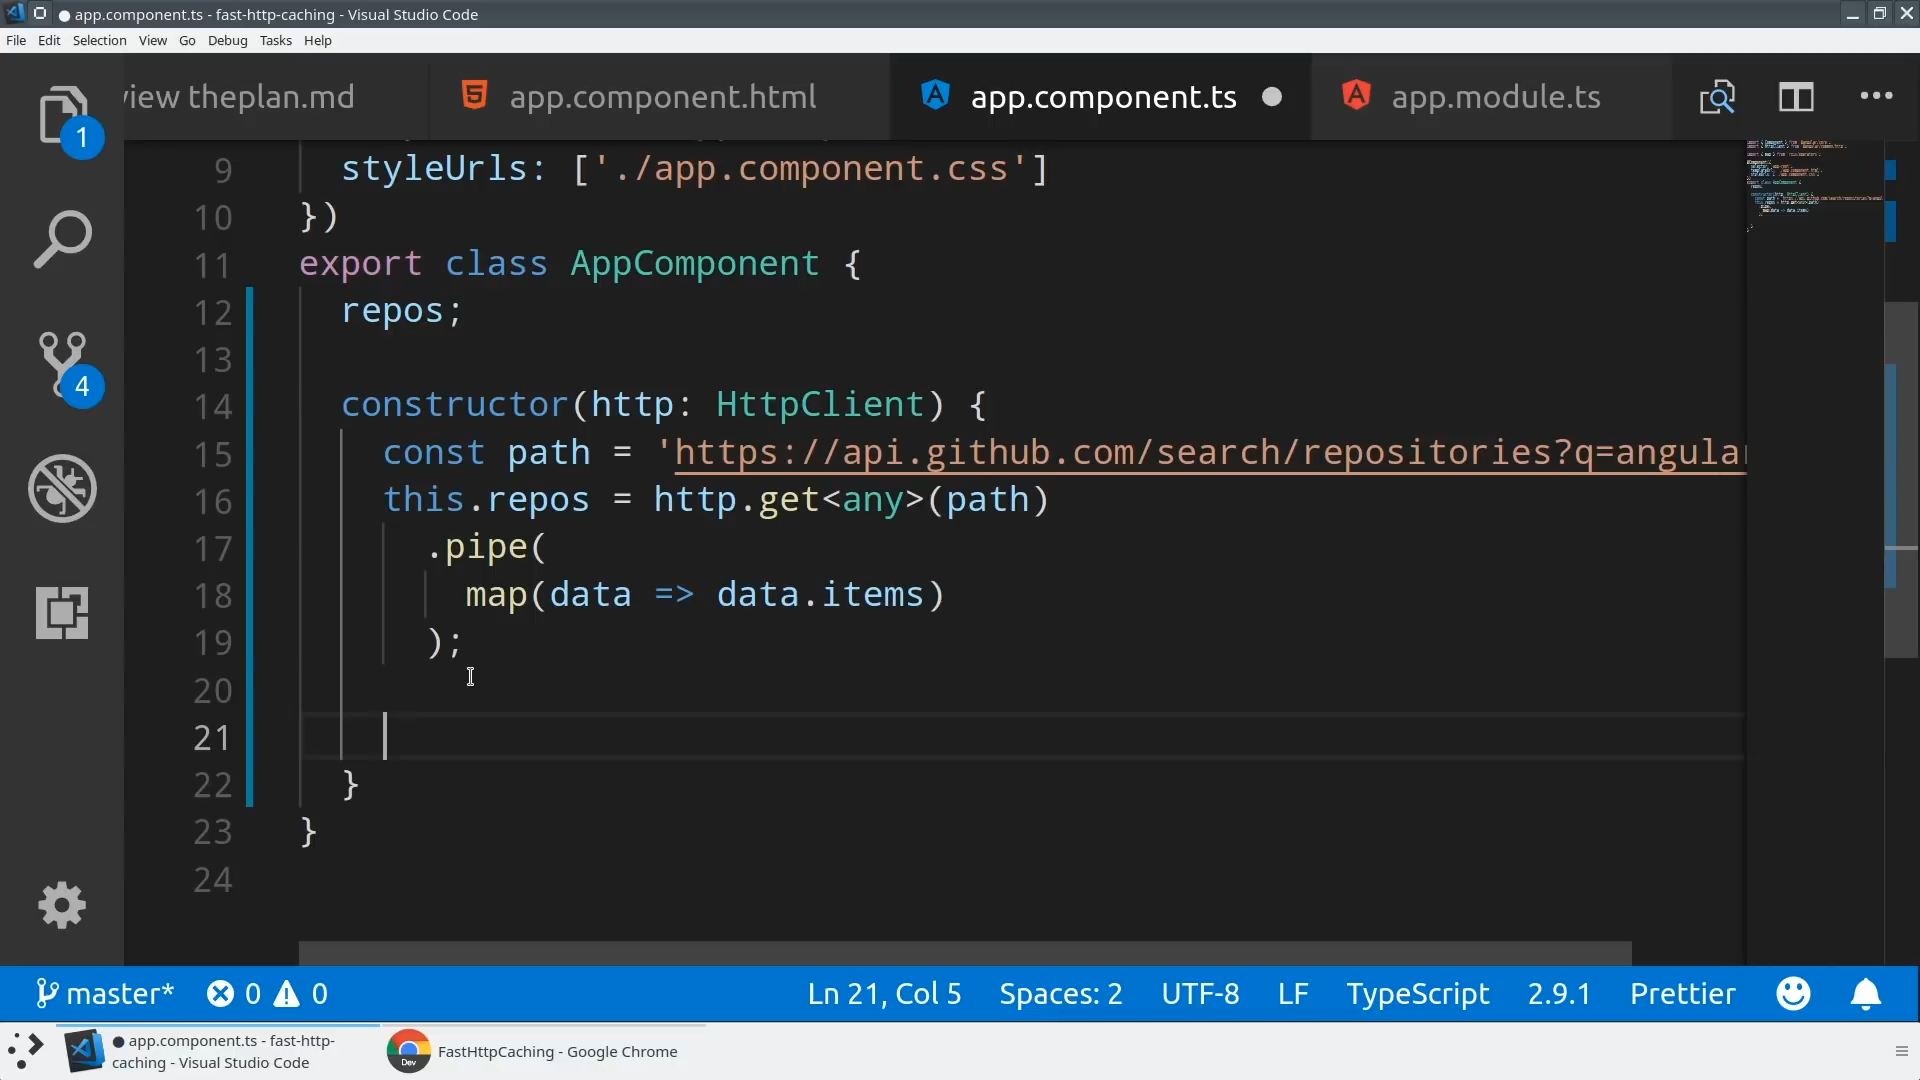 app.component.ts - fast-http-caching - Visual Studio Code
File Edit Selection View Go Debug Tasks Help
view theplan.md app.component.html app.component.ts app.module.ts
1
4
9 styleUrls: ['./app.component.css']
10 })
11 export class AppComponent {
12 repos;
13
14 constructor(http: HttpClient) {
15 const path = 'https://api.github.com/search/repositories?q=angular
16 this.repos = http.get<any>(path)
17 .pipe(
18 map(data => data.items)
19 );
20
21
22 }
23 }
24
master* 0 0 Ln 21, Col 5 Spaces: 2 UTF-8 LF TypeScript 2.9.1 Prettier
app.component.ts - fast-http-
caching - Visual Studio Code
Dev
FastHttpCaching - Google Chrome